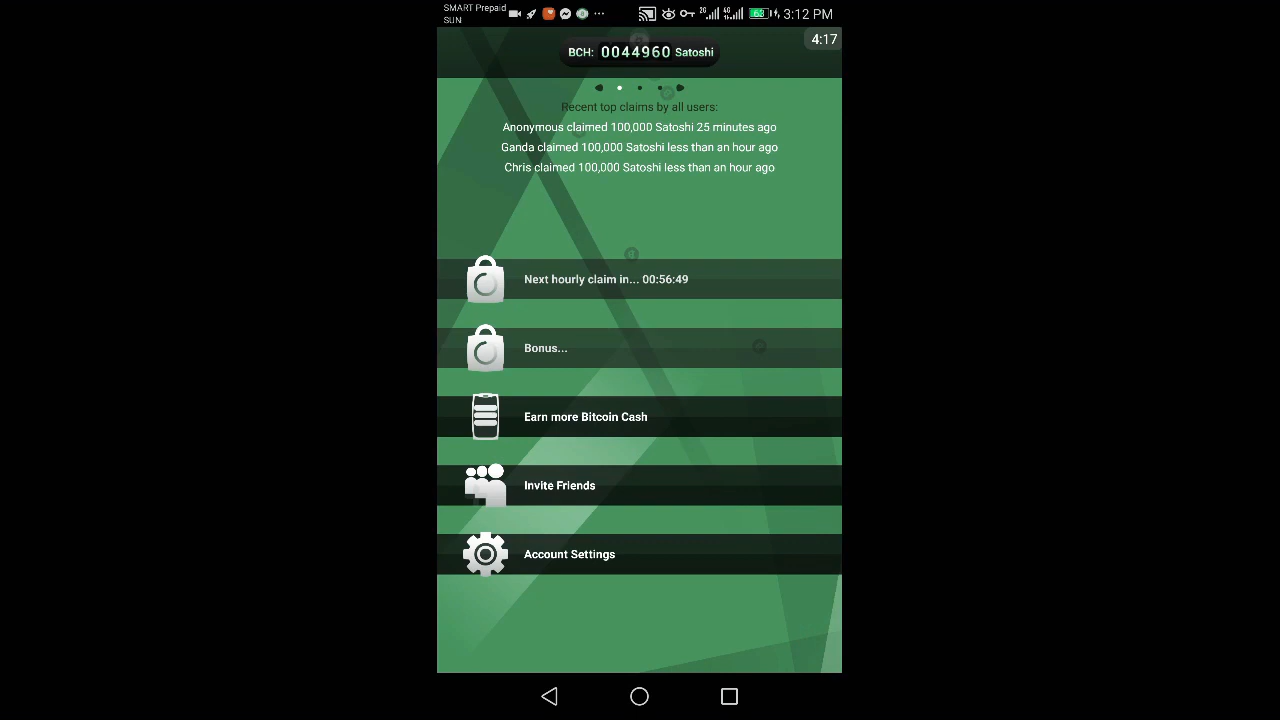 SMART Prepaid
SUN
2G 4G 63 3:12 PM
4:17
BCH: 0044960 Satoshi
Recent top claims by all users:
Anonymous claimed 100,000 Satoshi 25 minutes ago
Ganda claimed 100,000 Satoshi less than an hour ago
Chris claimed 100,000 Satoshi less than an hour ago
Next hourly claim in... 00:56:49
Bonus...
Earn more Bitcoin Cash
Invite Friends
Account Settings